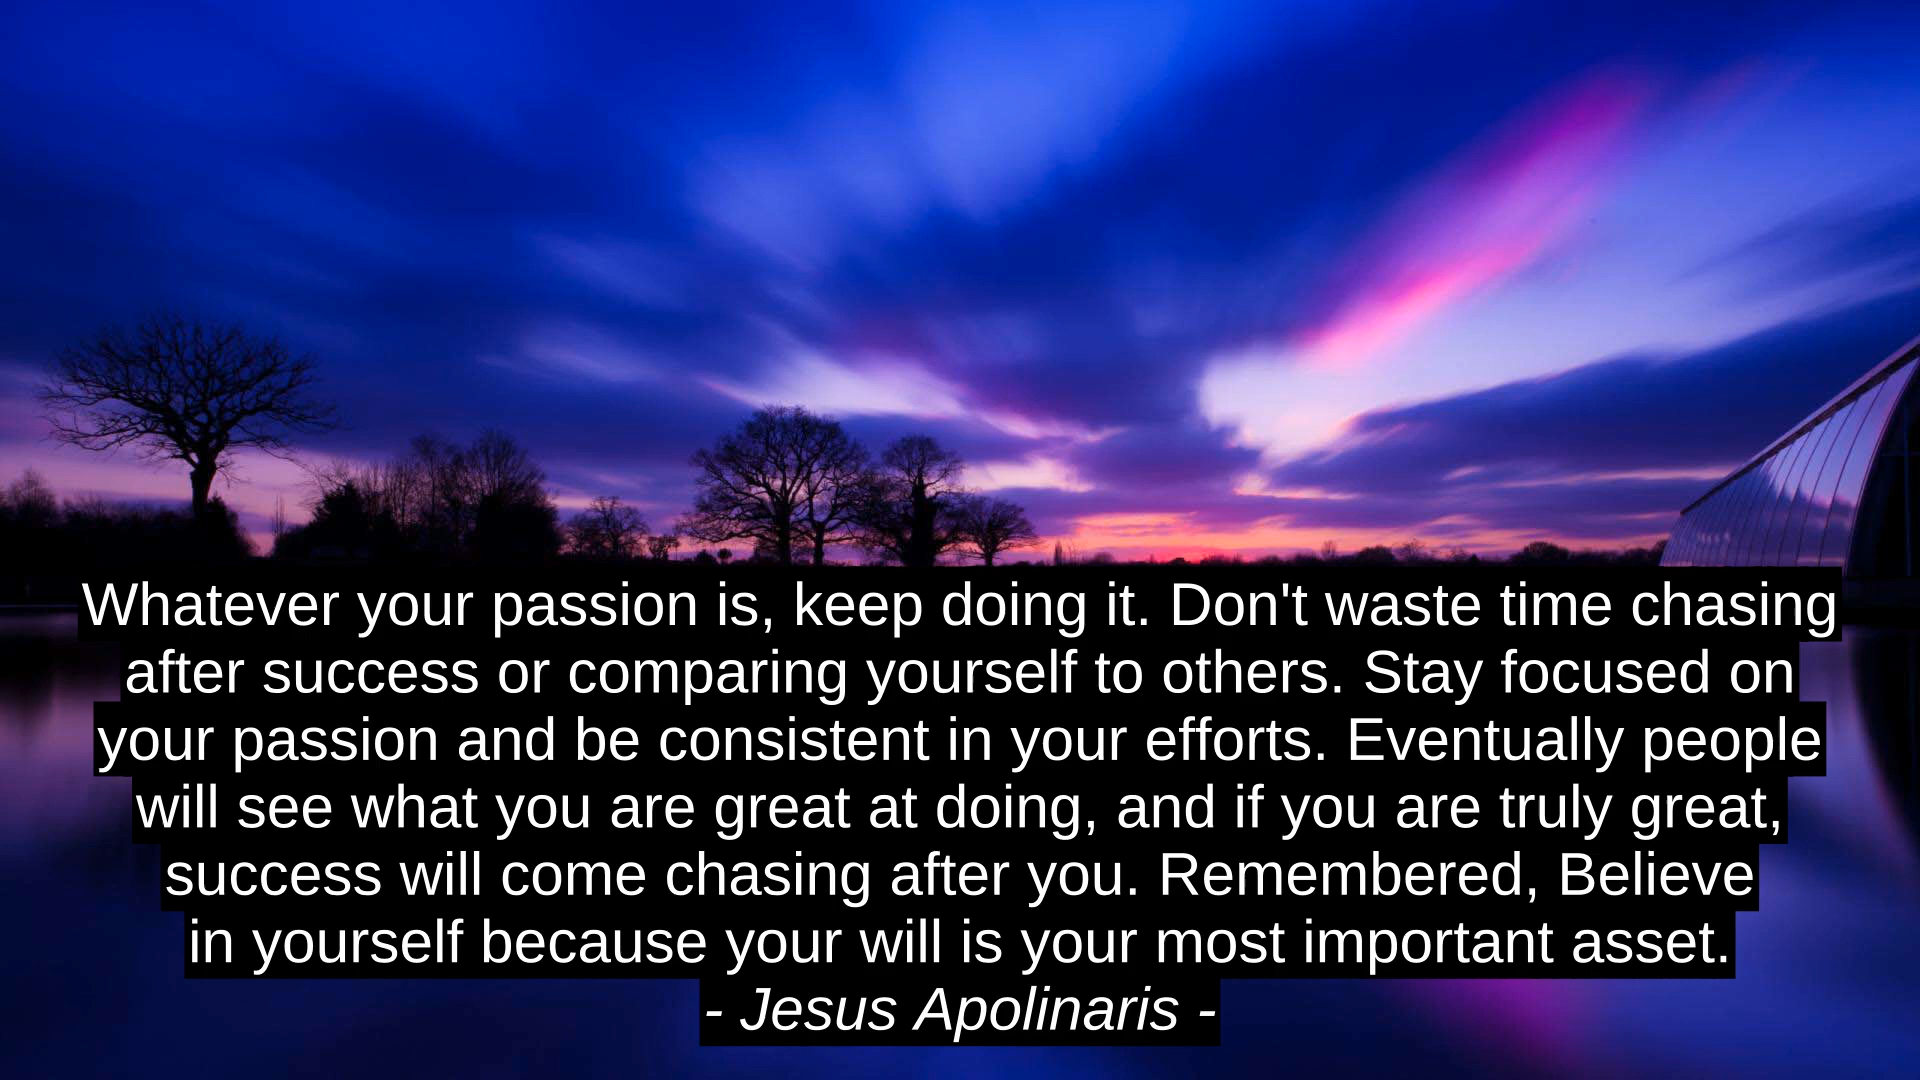 Whatever your passion is, keep doing it. Don't waste time chasing
after success or comparing yourself to others. Stay focused on
your passion and be consistent in your efforts. Eventually people
will see what you are great at doing, and if you are truly great,
success will come chasing after you. Remembered, Believe
in yourself because your will is your most important asset.
- Jesus Apolinaris -